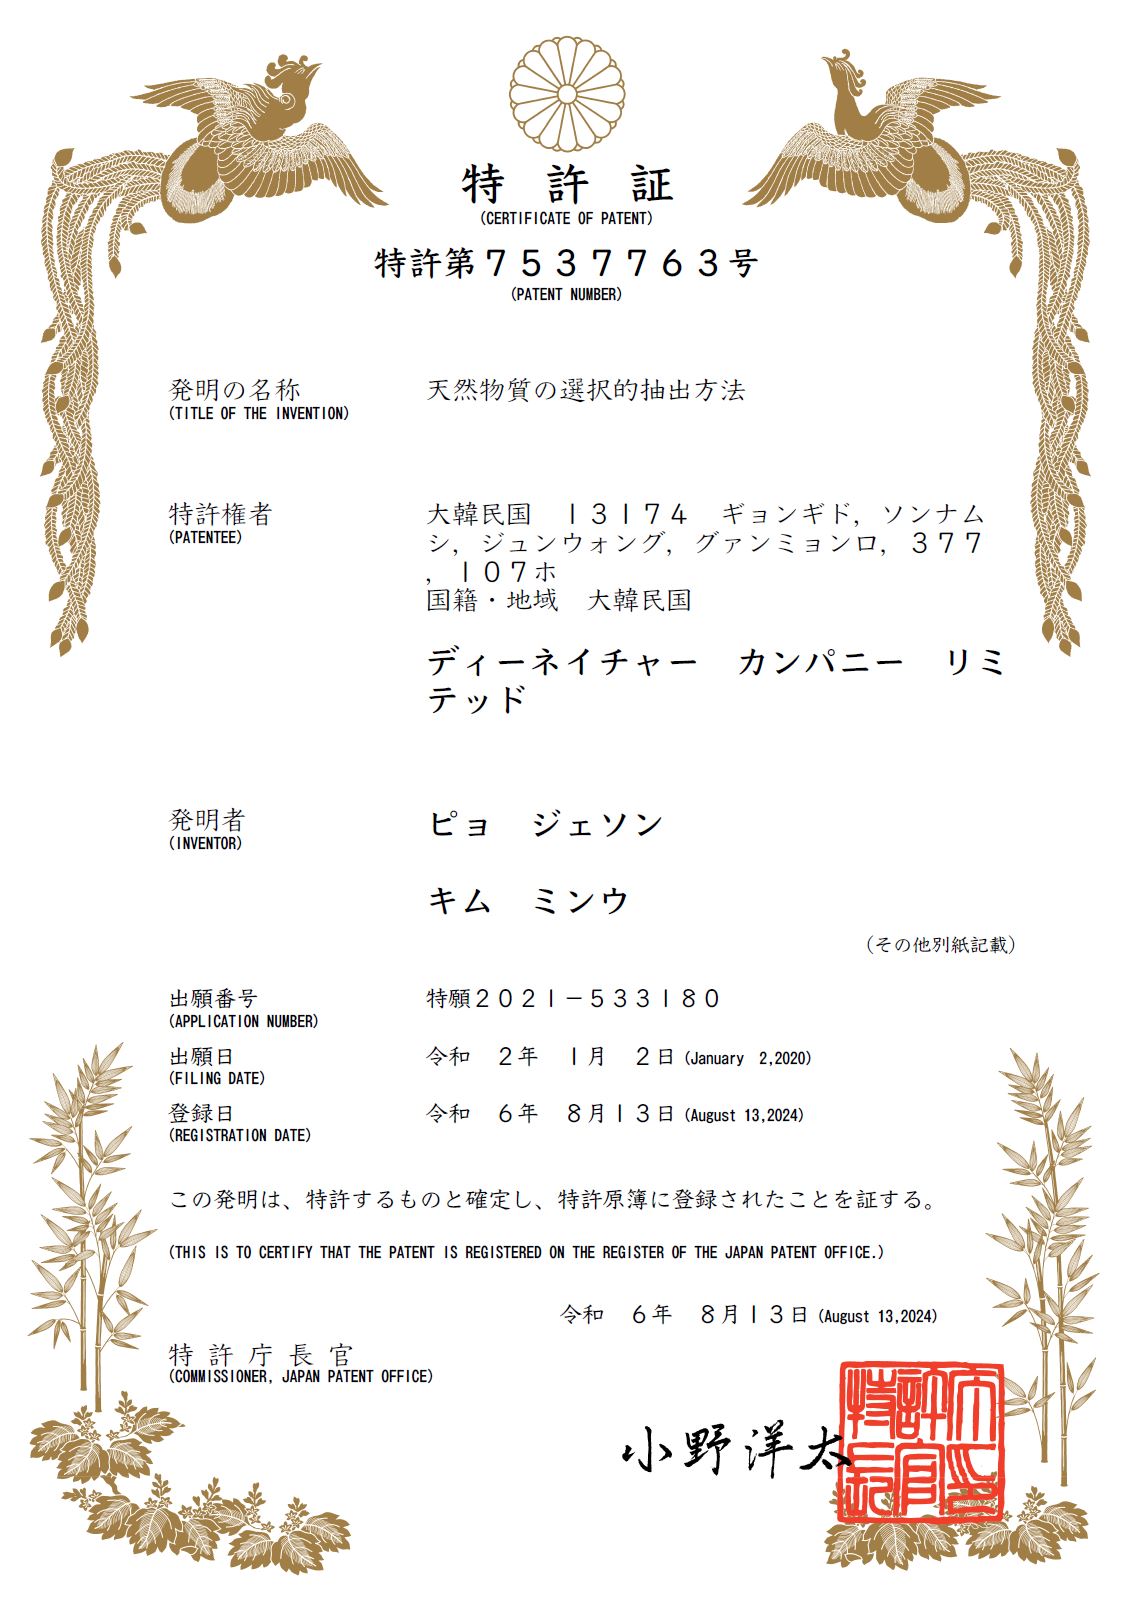 特 許 証
(CERTIFICATE OF PATENT)
特許第７５３７７６３号
(PATENT NUMBER)
発明の名称 天然物質の選択的抽出方法
(TITLE OF THE INVENTION)
特許権者 大韓民国　１３１７４　ギョンギド，ソンナム
(PATENTEE) シ，ジュンウォング，グァンミョンロ，３７７
，１０７ホ
国籍・地域　大韓民国
ディーネイチャー　カンパニー　リミ
テッド
発明者 ピョ　ジェソン
(INVENTOR)
キム　ミンウ
（その他別紙記載）
出願番号 特願２０２１－５３３１８０
(APPLICATION NUMBER)
出願日 令和　２年　１月　２日 (January 2,2020)
(FILING DATE)
登録日 令和　６年　８月１３日 (August 13,2024)
(REGISTRATION DATE)
この発明は、特許するものと確定し、特許原簿に登録されたことを証する。
(THIS IS TO CERTIFY THAT THE PATENT IS REGISTERED ON THE REGISTER OF THE JAPAN PATENT OFFICE.)
令和　６年　８月１３日 (August 13,2024)
特 許 庁 長 官
(COMMISSIONER, JAPAN PATENT OFFICE)
小野洋太